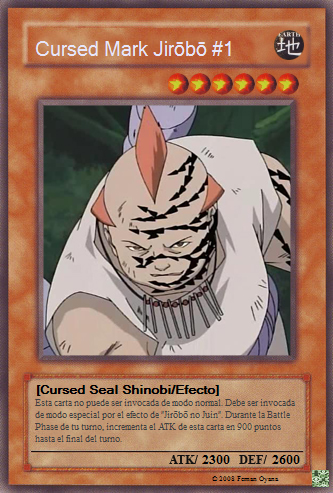 Cursed Mark Jirōbō #1
EARTH
地
[Cursed Seal Shinobi/Efecto]
Esta carta no puede ser invocada de modo normal. Debe ser invocada
de modo especial por el efecto de "Jirōbō no Juin". Durante la Battle
Phase de tu turno, incrementa el ATK de esta carta en 900 puntos
hasta el final del turno.
ATK/ 2300 DEF/ 2600
©2008 Ferran Oyana